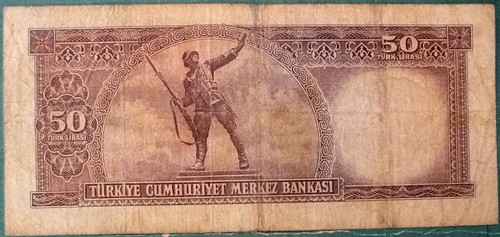 50
TÜRK LİRASI
50
TÜRK LİRASI
TÜRKİYE CUMHURİYET MERKEZ BANKASI